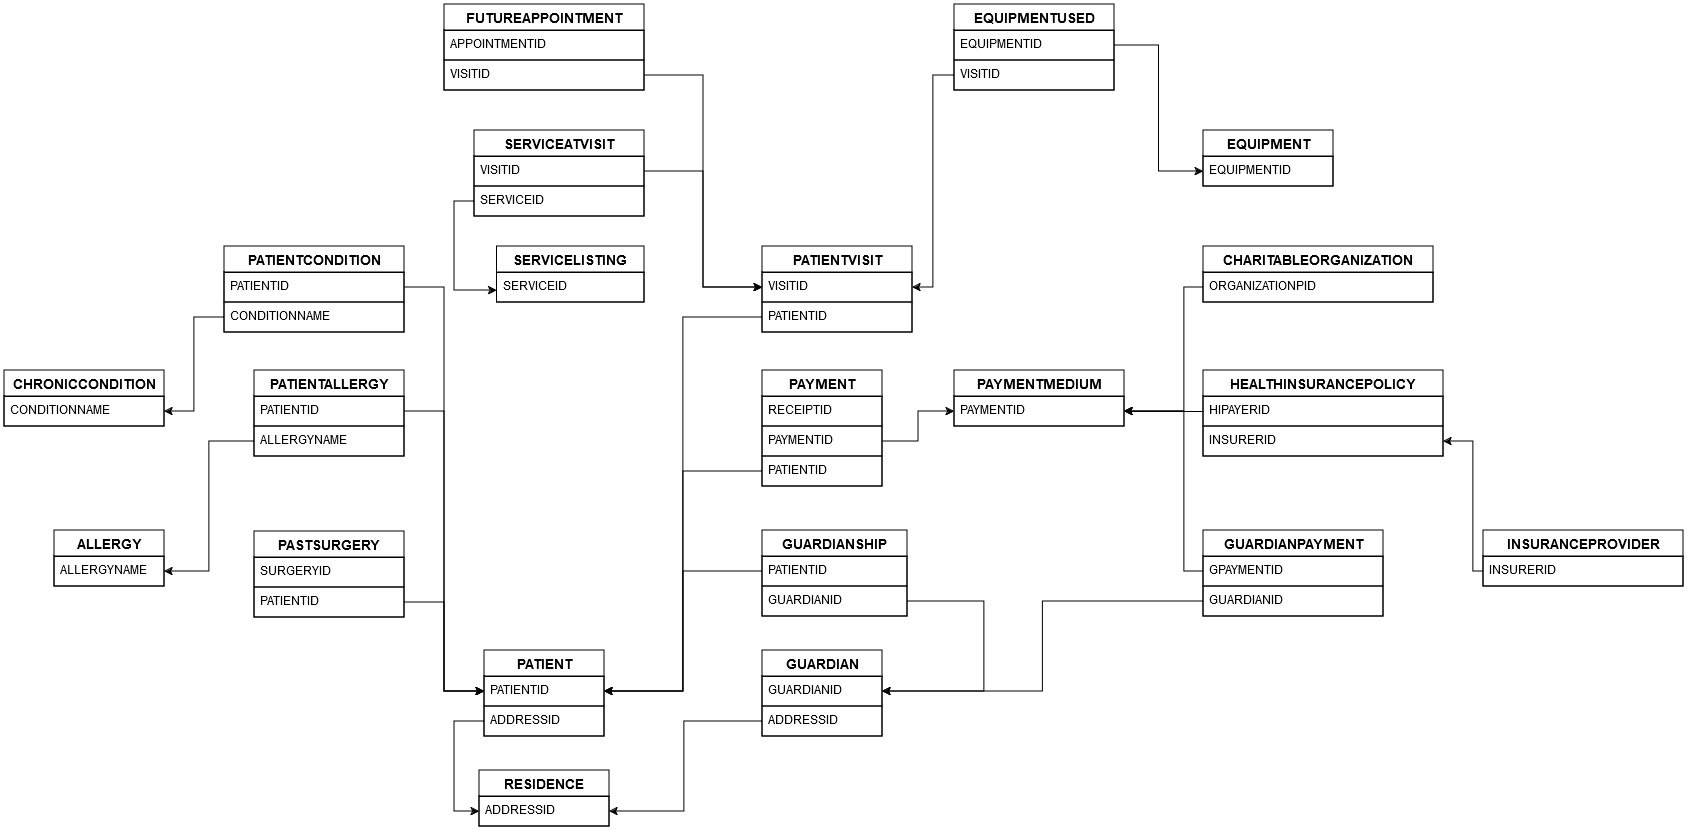 FUTUREAPPOINTMENT
APPOINTMENTID
VISITID
EQUIPMENTUSED
EQUIPMENTID
VISITID
SERVICEATVISIT
VISITID
SERVICEID
EQUIPMENT
EQUIPMENTID
PATIENTCONDITION
PATIENTID
CONDITIONNAME
SERVICELISTING
SERVICEID
PATIENTVISIT
VISITID
PATIENTID
CHARITABLEORGANIZATION
ORGANIZATIONPID
CHRONICCONDITION
CONDITIONNAME
PATIENTALLERGY
PATIENTID
ALLERGYNAME
PAYMENT
RECEIPTID
PAYMENTID
PATIENTID
PAYMENTMEDIUM
PAYMENTID
HEALTHINSURANCEPOLICY
HIPAYERID
INSURERID
ALLERGY
ALLERGYNAME
PASTSURGERY
SURGERYID
PATIENTID
GUARDIANSHIP
PATIENTID
GUARDIANID
GUARDIANPAYMENT
GPAYMENTID
GUARDIANID
INSURANCEPROVIDER
INSURERID
PATIENT
PATIENTID
ADDRESSID
GUARDIAN
GUARDIANID
ADDRESSID
RESIDENCE
ADDRESSID